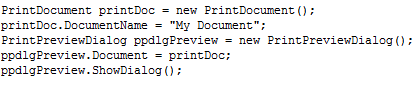 PrintDocument printDoc = new PrintDocument();
printDoc.DocumentName = "My Document";
PrintPreviewDialog ppdlgPreview = new PrintPreviewDialog();
ppdlgPreview.Document = printDoc;
ppdlgPreview.ShowDialog();